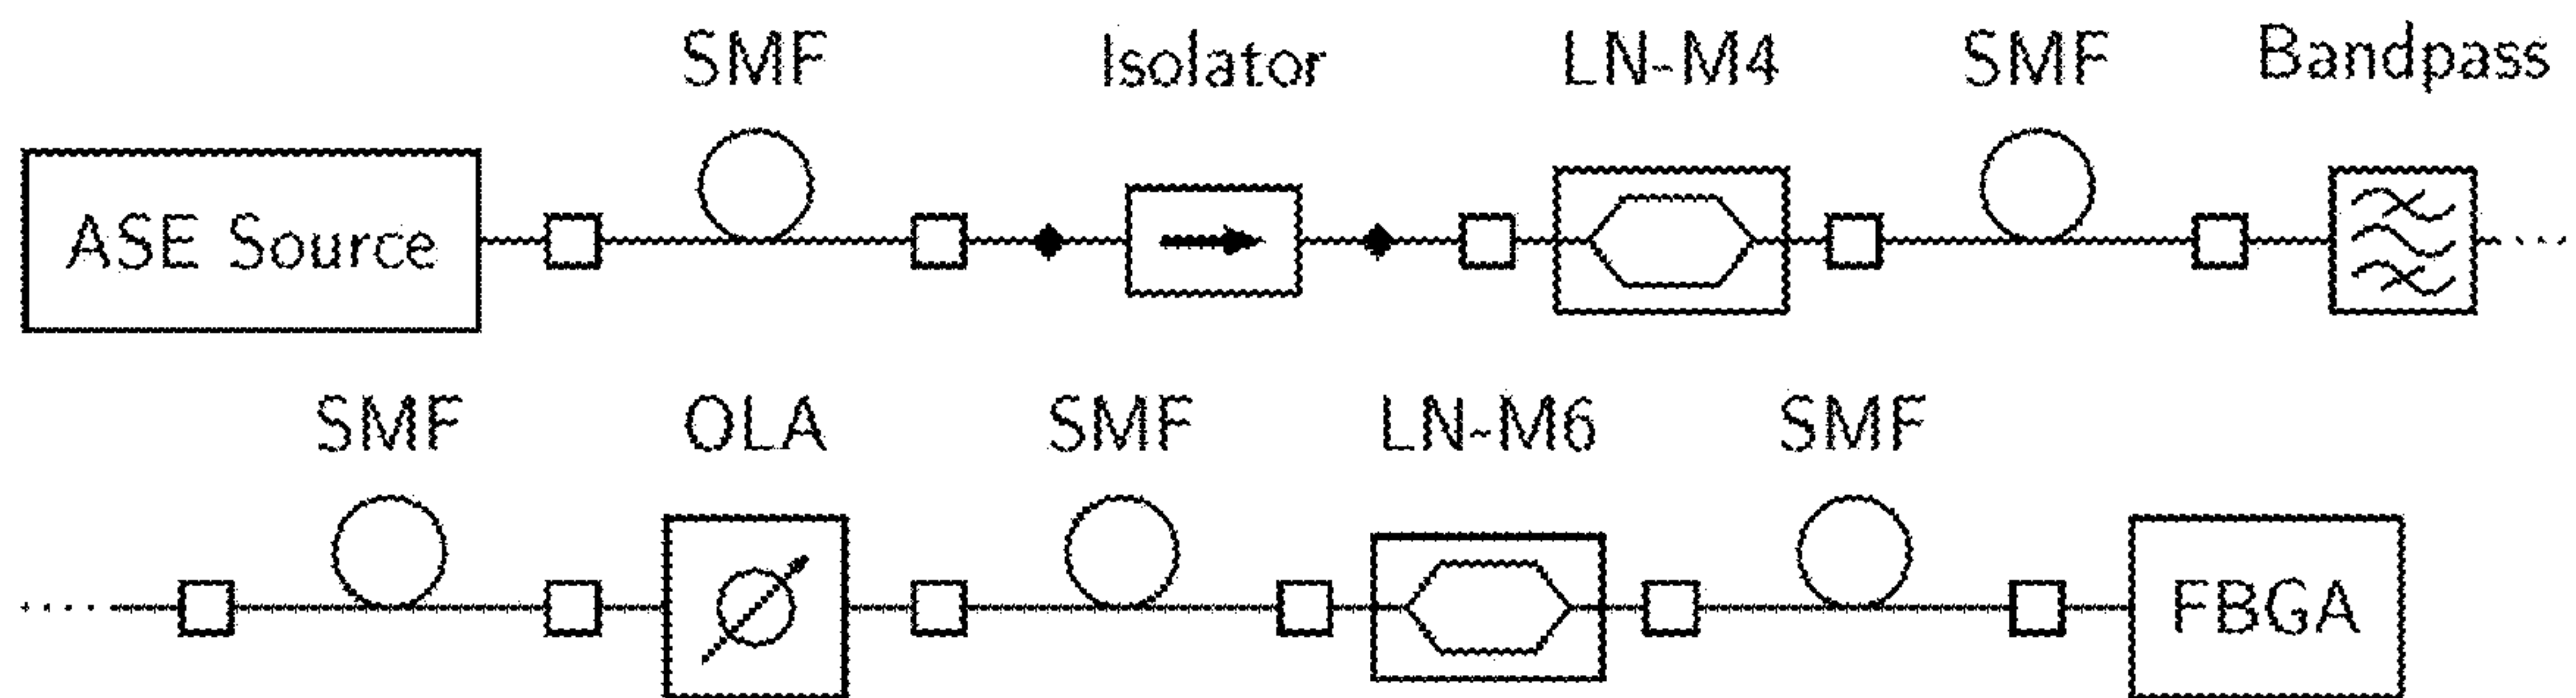 SMF Isolator LN-M4 SMF Bandpass
ASE Source
SMF OLA SMF LN-M6 SMF
FBGA